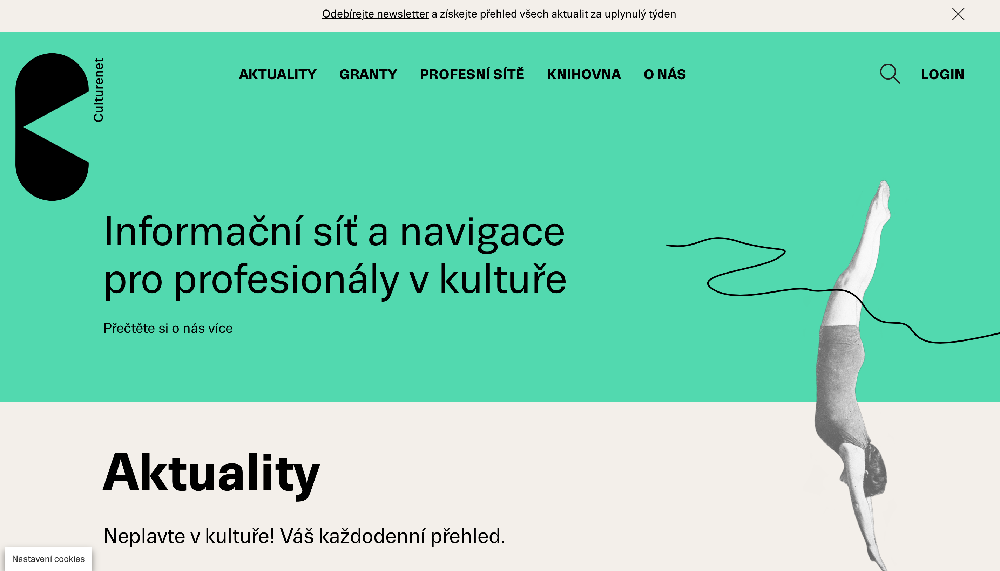 Odebírejte newsletter a získejte přehled všech aktualit za uplynulý týden
Culturenet
AKTUALITY GRANTY PROFESNÍ SÍTĚ KNIHOVNA O NÁS LOGIN
Informační síť a navigace
pro profesionály v kultuře
Přečtěte si o nás více
Aktuality
Neplavte v kultuře! Váš každodenní přehled.
Nastavení cookies